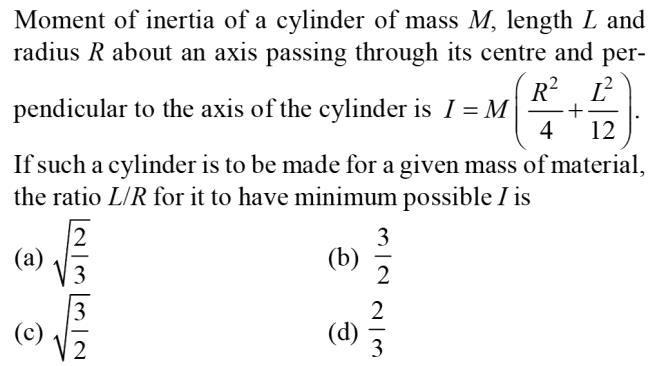 Moment of inertia of a cylinder of mass M, length L and
radius R about an axis passing through its centre and per-
pendicular to the axis of the cylinder is I = M(R²/4 + L²/12).
If such a cylinder is to be made for a given mass of material,
the ratio L/R for it to have minimum possible I is
(a) √(2/3) (b) 3/2
(c) √(3/2) (d) 2/3